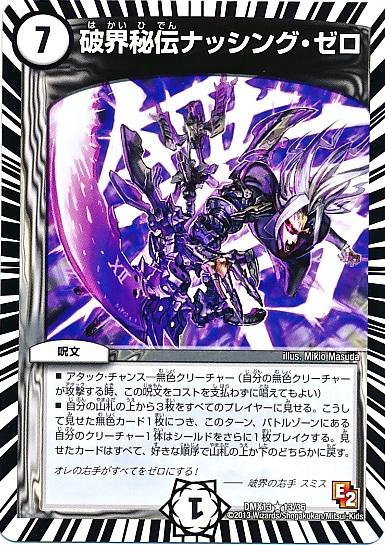 7
は かい ひ でん
破界秘伝ナッシング・ゼロ
XII
illus. Mikio Masuda
呪文
■ アタック・チャンス―無色クリーチャー（自分の無色クリーチャー
が攻撃する時、この呪文をコストを支払わずに唱えてもよい）
■ 自分の山札の上から3枚をすべてのプレイヤーに見せる。こうし
て見せた無色カード1枚につき、このターン、バトルゾーンにある
自分のクリーチャー1体はシールドをさらに1枚ブレイクする。見
せたカードはすべて、好きな順序で山札の上か下のどちらかに戻す。
オレの右手がすべてをゼロにする！
― 破界の右手 スミス
1
DMX13 ★ 13/36
©2013 Wizards/Shogakukan/Mitsui-Kids
E2